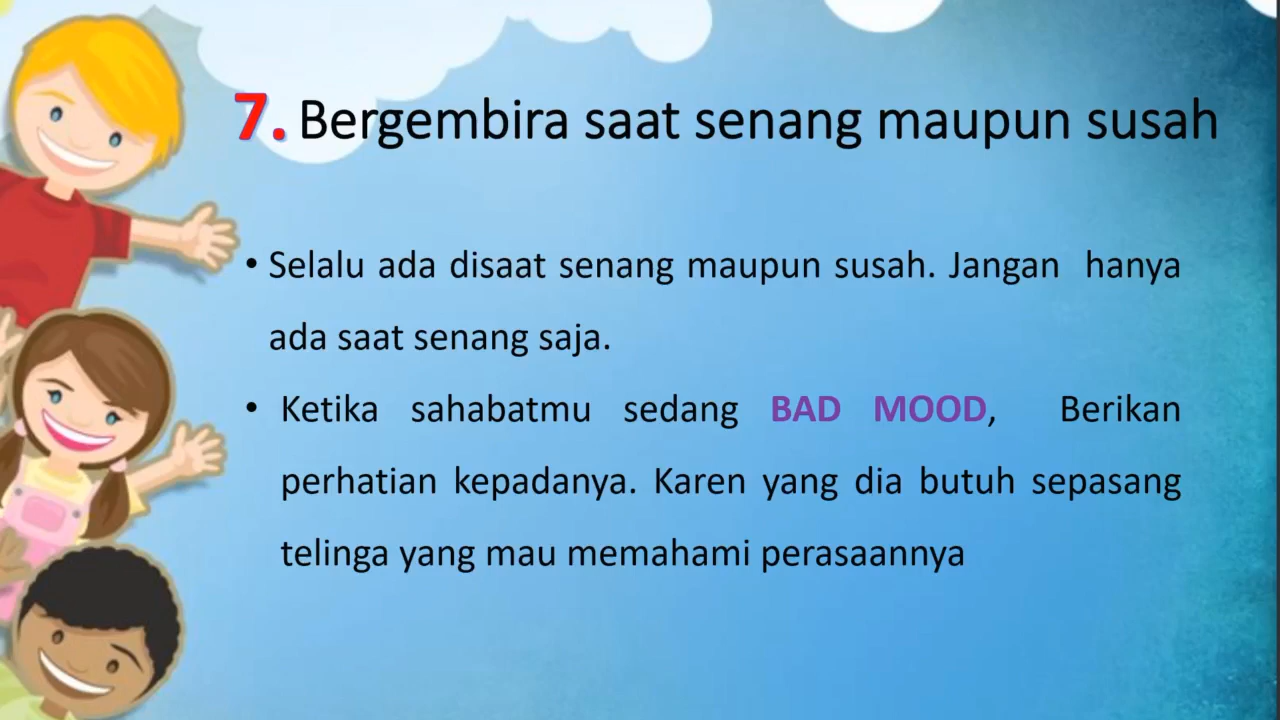 7. Bergembira saat senang maupun susah
• Selalu ada disaat senang maupun susah. Jangan hanya
ada saat senang saja.
• Ketika sahabatmu sedang BAD MOOD, Berikan
perhatian kepadanya. Karen yang dia butuh sepasang
telinga yang mau memahami perasaannya